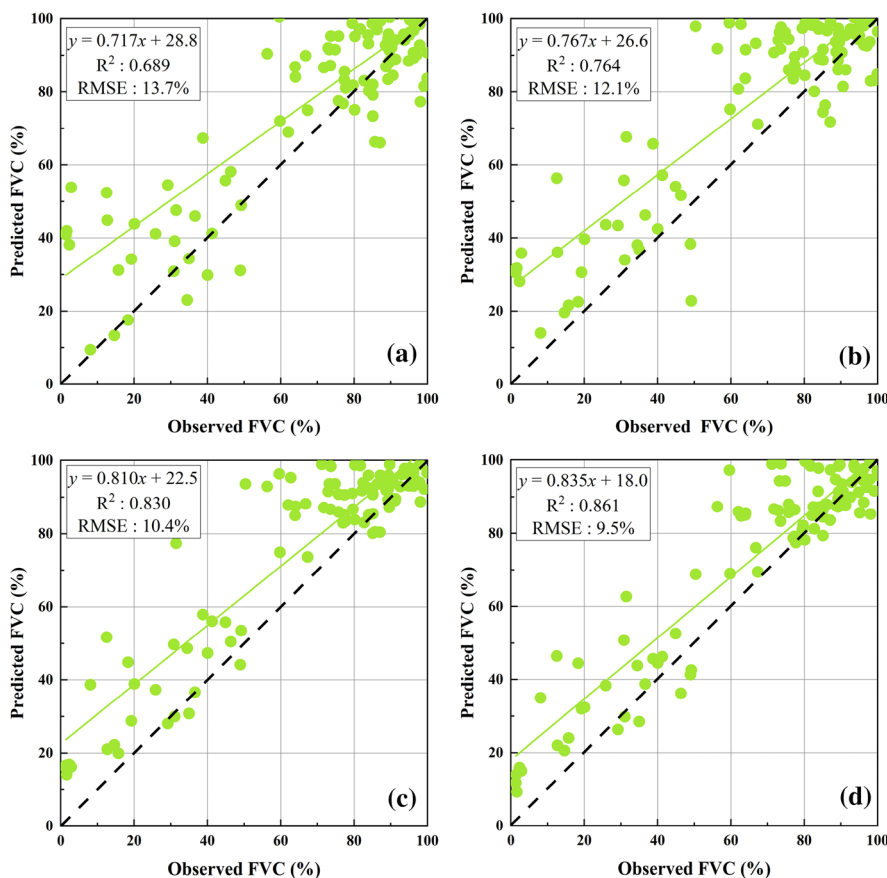 y = 0.717x + 28.8
R² : 0.689
RMSE : 13.7%
100
80
60
40
20
0
Predicted FVC (%)
0 20 40 60 80 100
Observed FVC (%)
(a)
y = 0.767x + 26.6
R² : 0.764
RMSE : 12.1%
100
80
60
40
20
0
Predicated FVC (%)
0 20 40 60 80 100
Observed FVC (%)
(b)
y = 0.810x + 22.5
R² : 0.830
RMSE : 10.4%
100
80
60
40
20
0
Predicted FVC (%)
0 20 40 60 80 100
Observed FVC (%)
(c)
y = 0.835x + 18.0
R² : 0.861
RMSE : 9.5%
100
80
60
40
20
0
Predicted FVC (%)
0 20 40 60 80 100
Observed FVC (%)
(d)